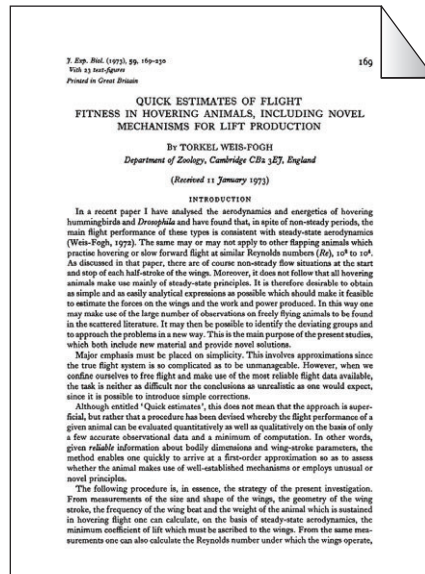 J. Exp. Biol. (1973), 59, 169-230
169
With 23 text-figures
Printed in Great Britain
QUICK ESTIMATES OF FLIGHT
FITNESS IN HOVERING ANIMALS, INCLUDING NOVEL
MECHANISMS FOR LIFT PRODUCTION
BY TORKEL WEIS-FOGH
Department of Zoology, Cambridge CB2 3EJ, England
(Received 11 January 1973)
INTRODUCTION
In a recent paper I have analysed the aerodynamics and energetics of hovering
hummingbirds and Drosophila and have found that, in spite of non-steady periods, the
main flight performance of these types is consistent with steady-state aerodynamics
(Weis-Fogh, 1972). The same may or may not apply to other flapping animals which
practise hovering or slow forward flight at similar Reynolds numbers (Re), 10² to 10⁴.
As discussed in that paper, there are of course non-steady flow situations at the start
and stop of each half-stroke of the wings. Moreover, it does not follow that all hovering
animals make use mainly of steady-state principles. It is therefore desirable to obtain
as simple and as easily analytical expressions as possible which should make it feasible
to estimate the forces on the wings and the work and power produced. In this way one
may make use of the large number of observations on freely flying animals to be found
in the scattered literature. It may then be possible to identify the deviating groups and
to approach the problems in a new way. This is the main purpose of the present studies,
which both include new material and provide novel solutions.
Major emphasis must be placed on simplicity. This involves approximations since
the true flight system is so complicated as to be unmanageable. However, when we
confine ourselves to free flight and make use of the most reliable flight data available,
the task is neither as difficult nor the conclusions as unrealistic as one would expect,
since it is possible to introduce simple corrections.
Although entitled 'Quick estimates', this does not mean that the approach is super-
ficial, but rather that a procedure has been devised whereby the flight performance of a
given animal can be evaluated quantitatively as well as qualitatively on the basis of only
a few accurate observational data and a minimum of computation. In other words,
given reliable information about bodily dimensions and wing-stroke parameters, the
method enables one quickly to arrive at a first-order approximation so as to assess
whether the animal makes use of well-established mechanisms or employs unusual or
novel principles.
The following procedure is, in essence, the strategy of the present investigation.
From measurements of the size and shape of the wings, the geometry of the wing
stroke, the frequency of the wing beat and the weight of the animal which is sustained
in hovering flight one can calculate, on the basis of steady-state aerodynamics, the
minimum coefficient of lift which must be ascribed to the wings. From the same mea-
surements one can also calculate the Reynolds number under which the wings operate,